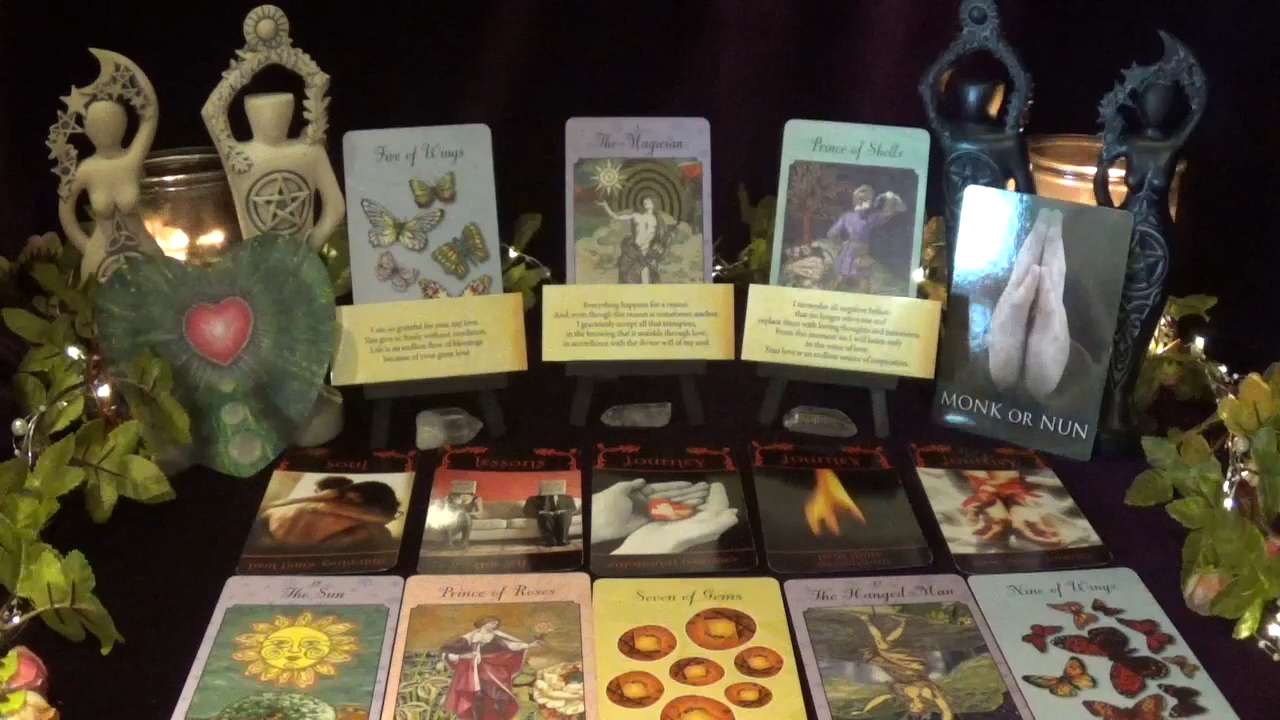 Five of Wings
I
The Magician
Prince of Shells
I am so grateful for you, my love.
You give so freely without condition.
Life is an endless flow of blessings
because of your great love
Everything happens for a reason
And, even though the reason is sometimes unclear,
I graciously accept all that transpires,
in the knowing that it unfolds through love,
in accordance with the divine will of my soul.
I surrender all negative beliefs
that no longer serve me and
replace them with loving thoughts and
From this moment on I will listen only
to the voice of love.
Your love is an endless source of inspiration.
MONK OR NUN
soul
lessons
journey
journey
The Sun
Prince of Roses
Seven of Gems
The Hanged Man
Nine of Wings